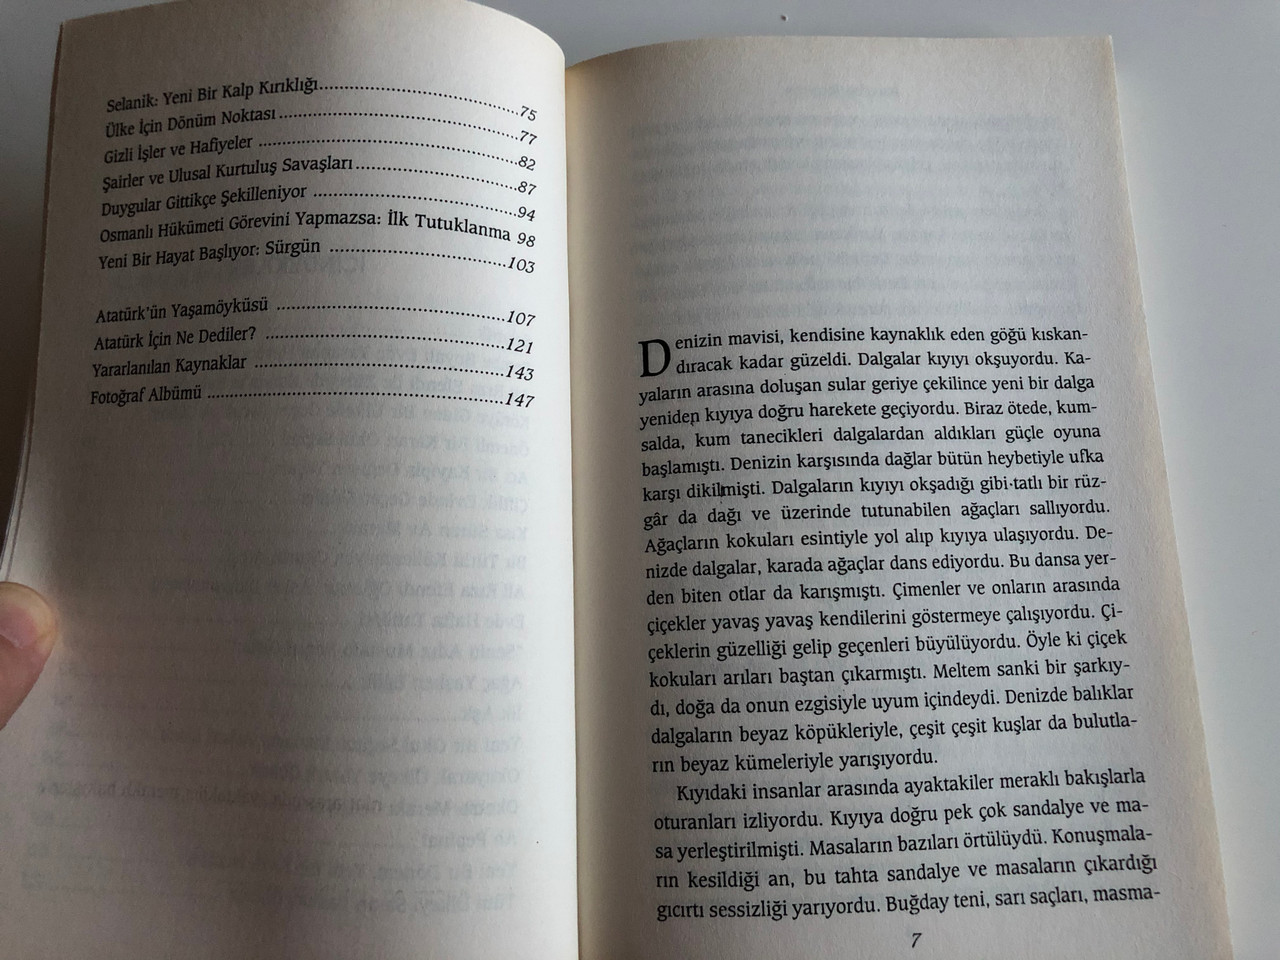 Selanik: Yeni Bir Kalp Kırıklığı..............................75
Ülke İçin Dönüm Noktası..............................77
Gizli İşler ve Hafiyeler..............................82
Şairler ve Ulusal Kurtuluş Savaşları..............................87
Duygular Gittikçe Şekilleniyor..............................94
Osmanlı Hükümeti Görevini Yapmazsa: İlk Tutuklanma 98
Yeni Bir Hayat Başlıyor: Sürgün..............................103
Atatürk'ün Yaşamöyküsü..............................107
Atatürk İçin Ne Dediler?..............................121
Yararlanılan Kaynaklar..............................143
Fotoğraf Albümü..............................147
Denizin mavisi, kendisine kaynaklık eden göğü kıskan-
dıracak kadar güzeldi. Dalgalar kıyıyı okşuyordu. Ka-
yaların arasına doluşan sular geriye çekilince yeni bir dalga
yeniden kıyıya doğru harekete geçiyordu. Biraz ötede, kum-
salda, kum tanecikleri dalgalardan aldıkları güçle oyuna
başlamıştı. Denizin karşısında dağlar bütün heybetiyle ufka
karşı dikilmişti. Dalgaların kıyıyı okşadığı gibi tatlı bir rüz-
gâr da dağı ve üzerinde tutunabilen ağaçları sallıyordu.
Ağaçların kokuları esintiyle yol alıp kıyıya ulaşıyordu. De-
nizde dalgalar, karada ağaçlar dans ediyordu. Bu dansa yer-
den biten otlar da karışmıştı. Çimenler ve onların arasında
çiçekler yavaş yavaş kendilerini göstermeye çalışıyordu. Çi-
çeklerin güzelliği gelip geçenleri büyülüyordu. Öyle ki çiçek
kokuları arıları baştan çıkarmıştı. Meltem sanki bir şarkıy-
dı, doğa da onun ezgisiyle uyum içindeydi. Denizde balıklar
dalgaların beyaz köpükleriyle, çeşit çeşit kuşlar da bulutla-
rın beyaz kümeleriyle yarışıyordu.
Kıyıdaki insanlar arasında ayaktakiler meraklı bakışlarla
oturanları izliyordu. Kıyıya doğru pek çok sandalye ve ma-
sa yerleştirilmişti. Masaların bazıları örtülüydü. Konuşmala-
rın kesildiği an, bu tahta sandalye ve masaların çıkardığı
gıcırtı sessizliği yarıyordu. Buğday teni, sarı saçları, masma-
7